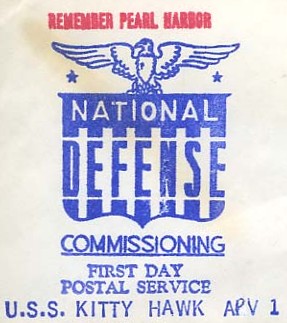 REMEMBER PEARL HARBOR
NATIONAL
DEFENSE
COMMISSIONING
FIRST DAY
POSTAL SERVICE
U.S.S. KITTY HAWK APV 1